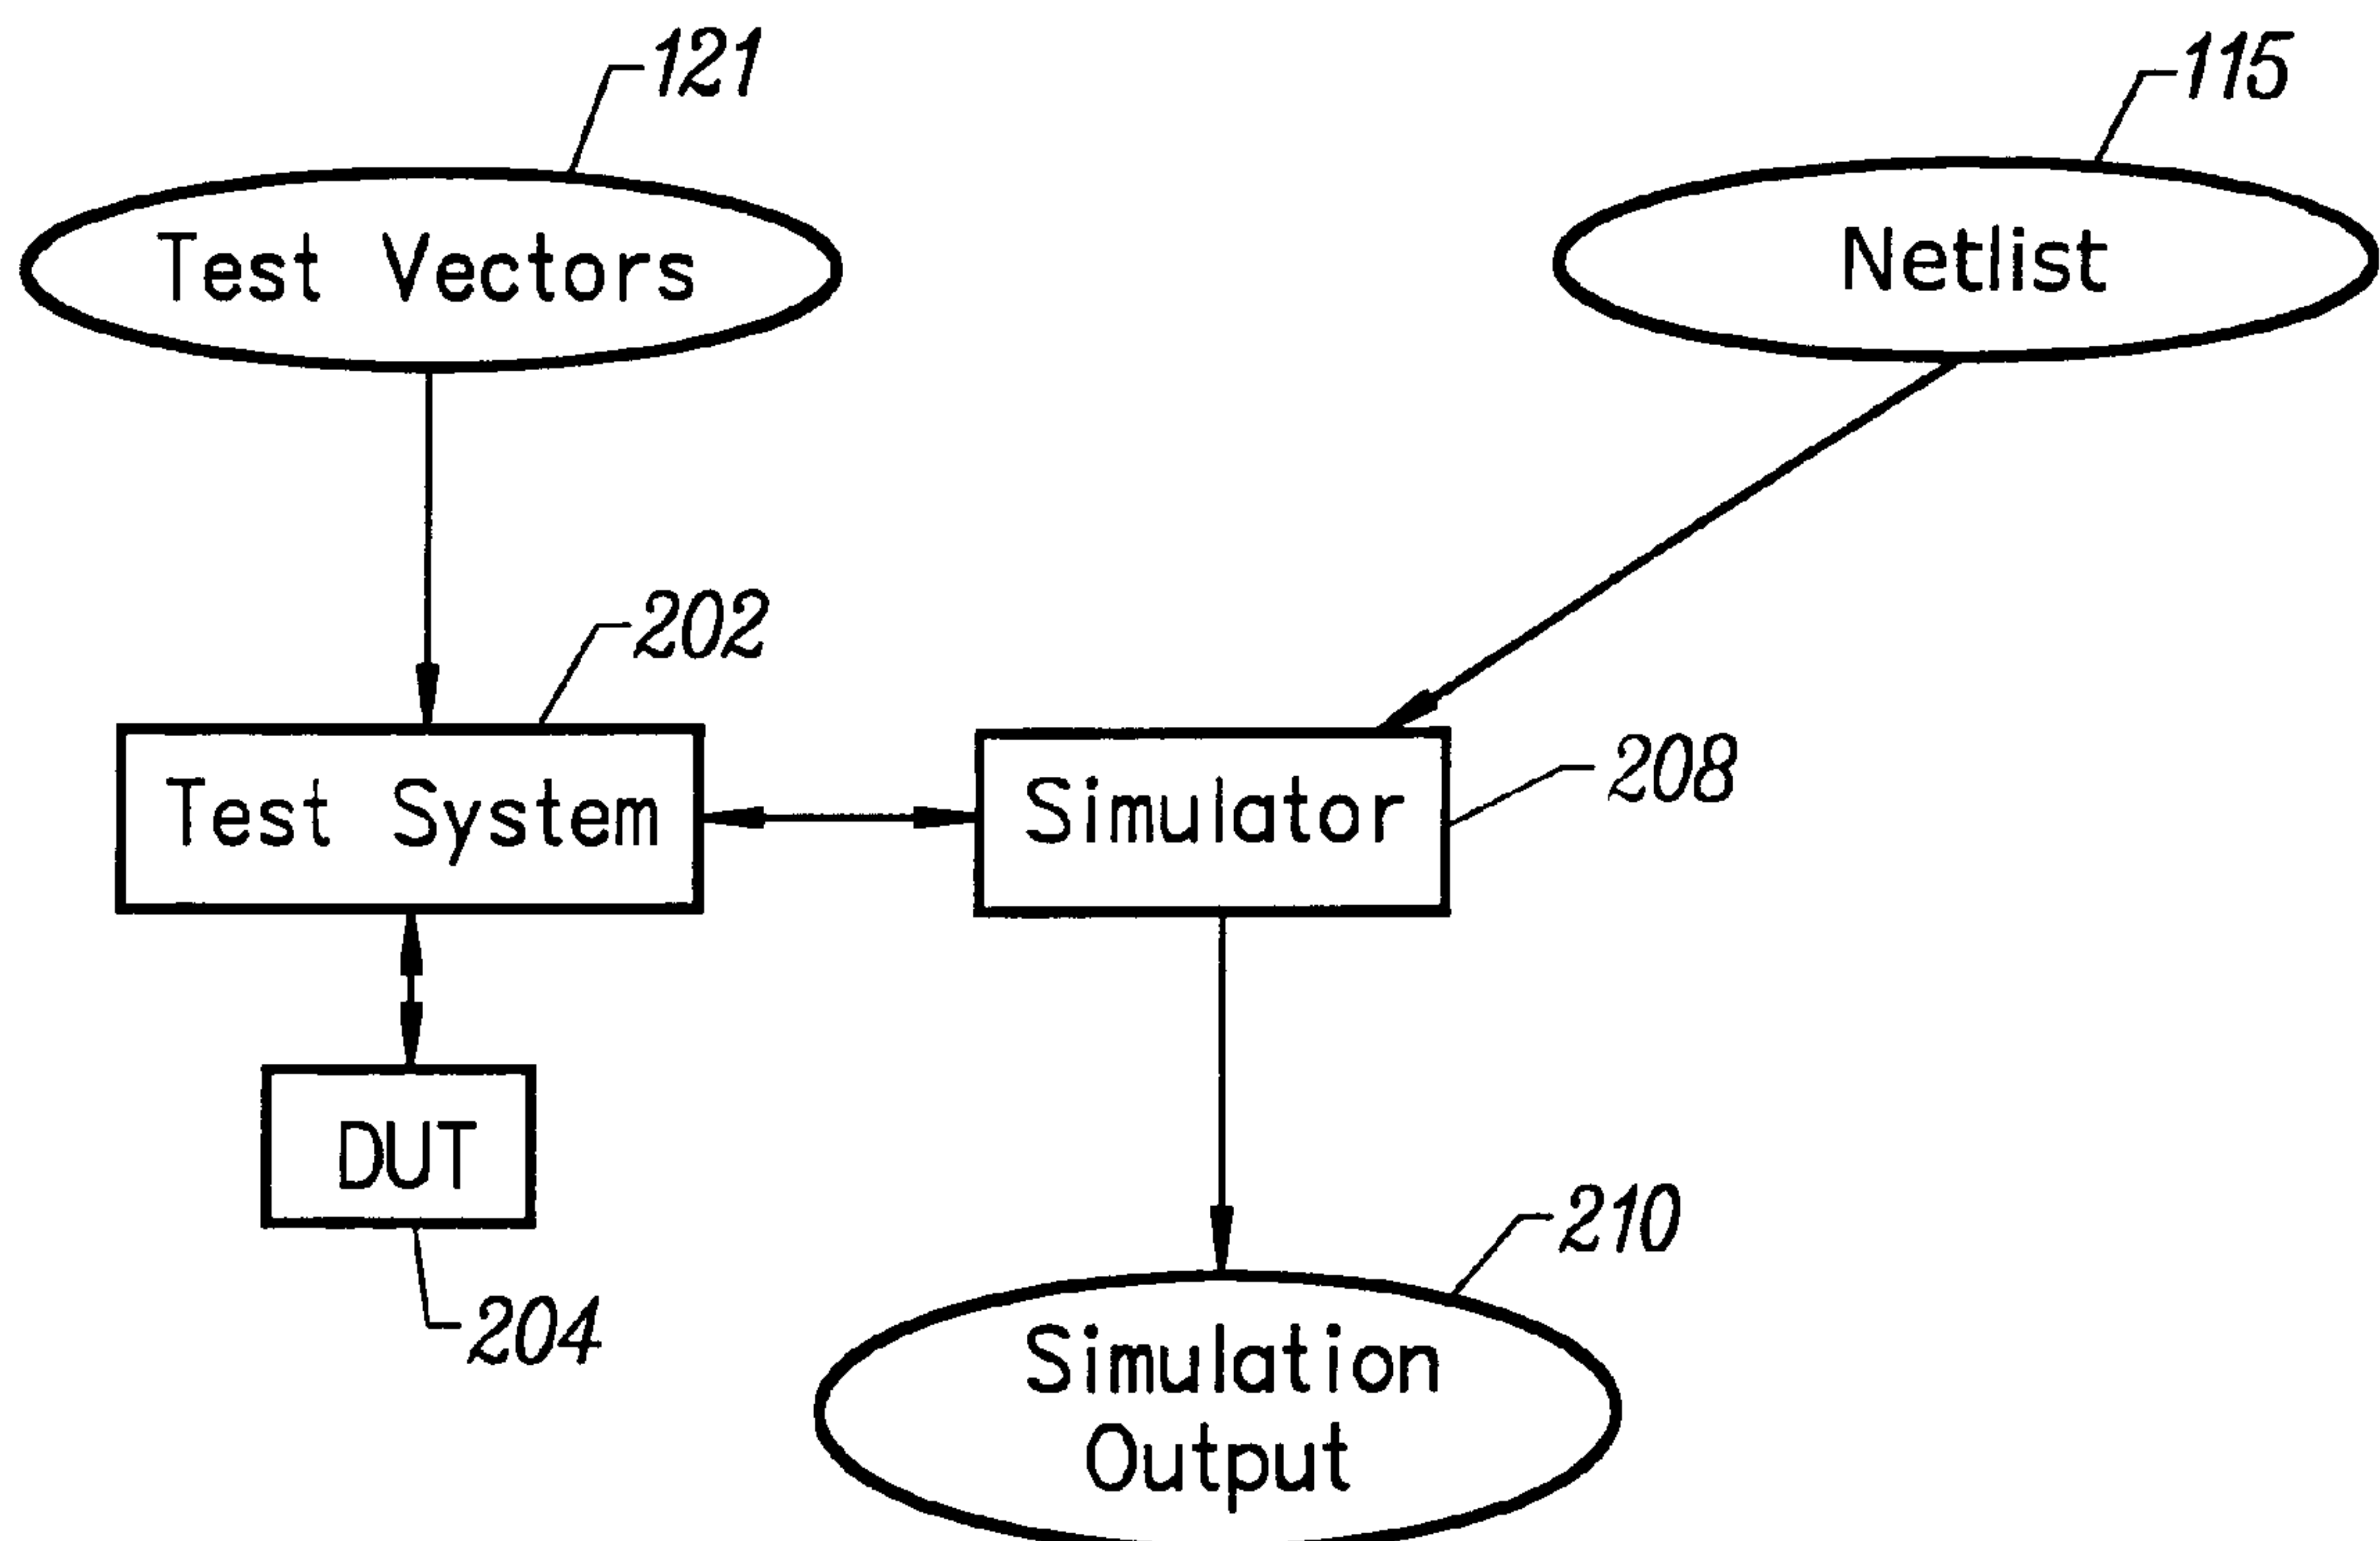 121
115
Test Vectors
Netlist
202
Test System
Simulator
208
DUT
204
210
Simulation
Output